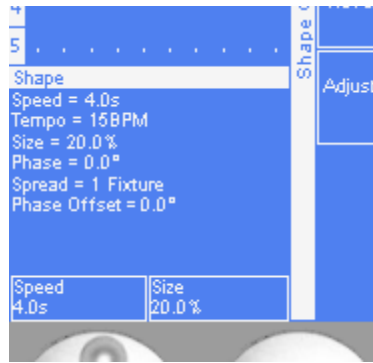 4
5 . . . . . . . . . .
Shape
Speed = 4.0s
Tempo = 15BPM
Size = 20.0%
Phase = 0.0°
Spread = 1 Fixture
Phase Offset = 0.0°
Speed
4.0s
Size
20.0%
Shape
Adjust